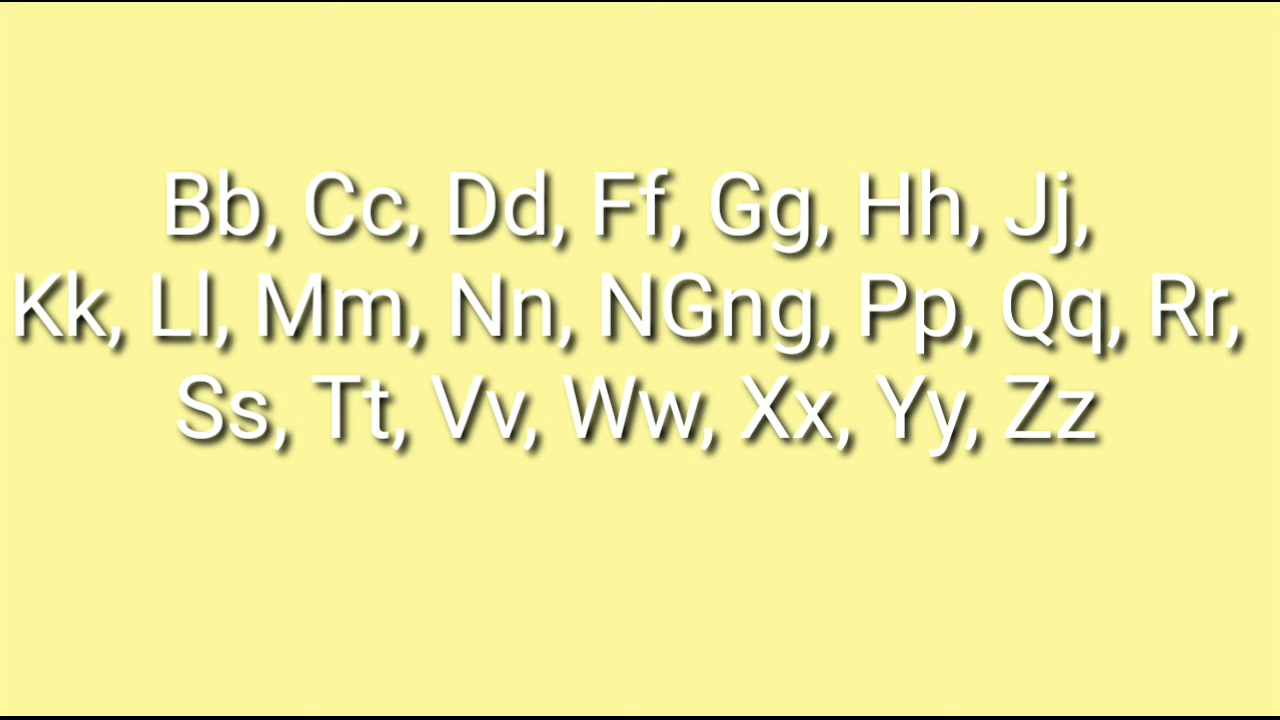 Bb, Cc, Dd, Ff, Gg, Hh, Jj,
Kk, Ll, Mm, Nn, NGng, Pp, Qq, Rr,
Ss, Tt, Vv, Ww, Xx, Yy, Zz